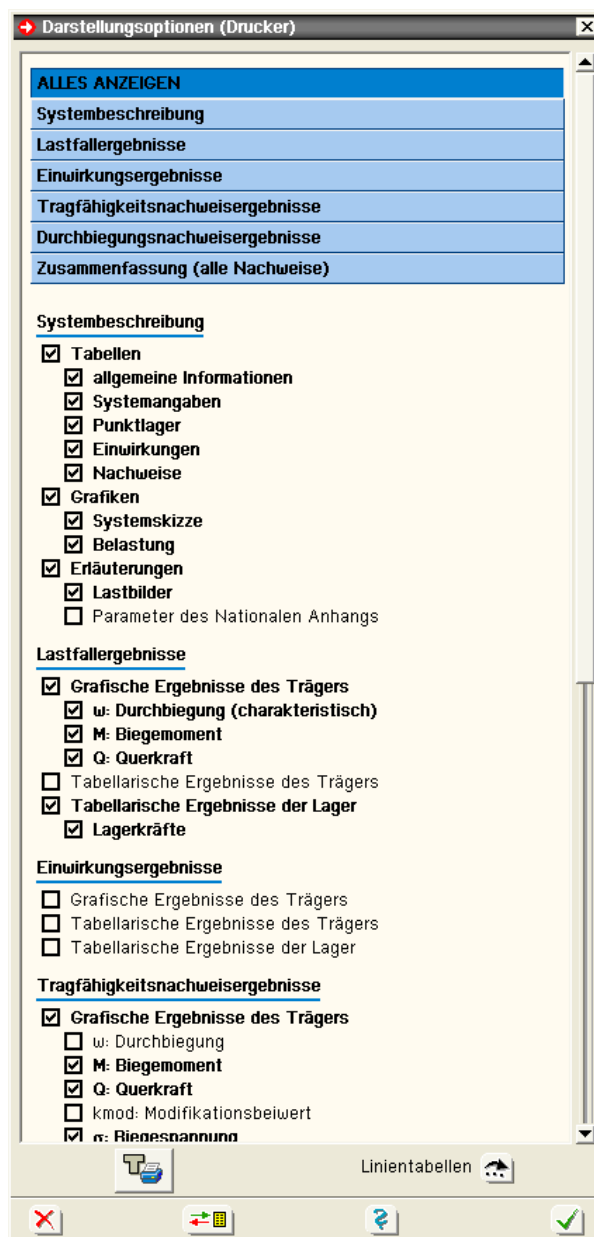 Darstellungsoptionen (Drucker)
ALLES ANZEIGEN
Systembeschreibung
Lastfallergebnisse
Einwirkungsergebnisse
Tragfähigkeitsnachweisergebnisse
Durchbiegungsnachweisergebnisse
Zusammenfassung (alle Nachweise)
Systembeschreibung
Tabellen
allgemeine Informationen
Systemangaben
Punktlager
Einwirkungen
Nachweise
Grafiken
Systemskizze
Belastung
Erläuterungen
Lastbilder
Parameter des Nationalen Anhangs
Lastfallergebnisse
Grafische Ergebnisse des Trägers
w: Durchbiegung (charakteristisch)
M: Biegemoment
Q: Querkraft
Tabellarische Ergebnisse des Trägers
Tabellarische Ergebnisse der Lager
Lagerkräfte
Einwirkungsergebnisse
Grafische Ergebnisse des Trägers
Tabellarische Ergebnisse des Trägers
Tabellarische Ergebnisse der Lager
Tragfähigkeitsnachweisergebnisse
Grafische Ergebnisse des Trägers
w: Durchbiegung
M: Biegemoment
Q: Querkraft
kmod: Modifikationsbeiwert
σ: Biegespannung
Linientabellen